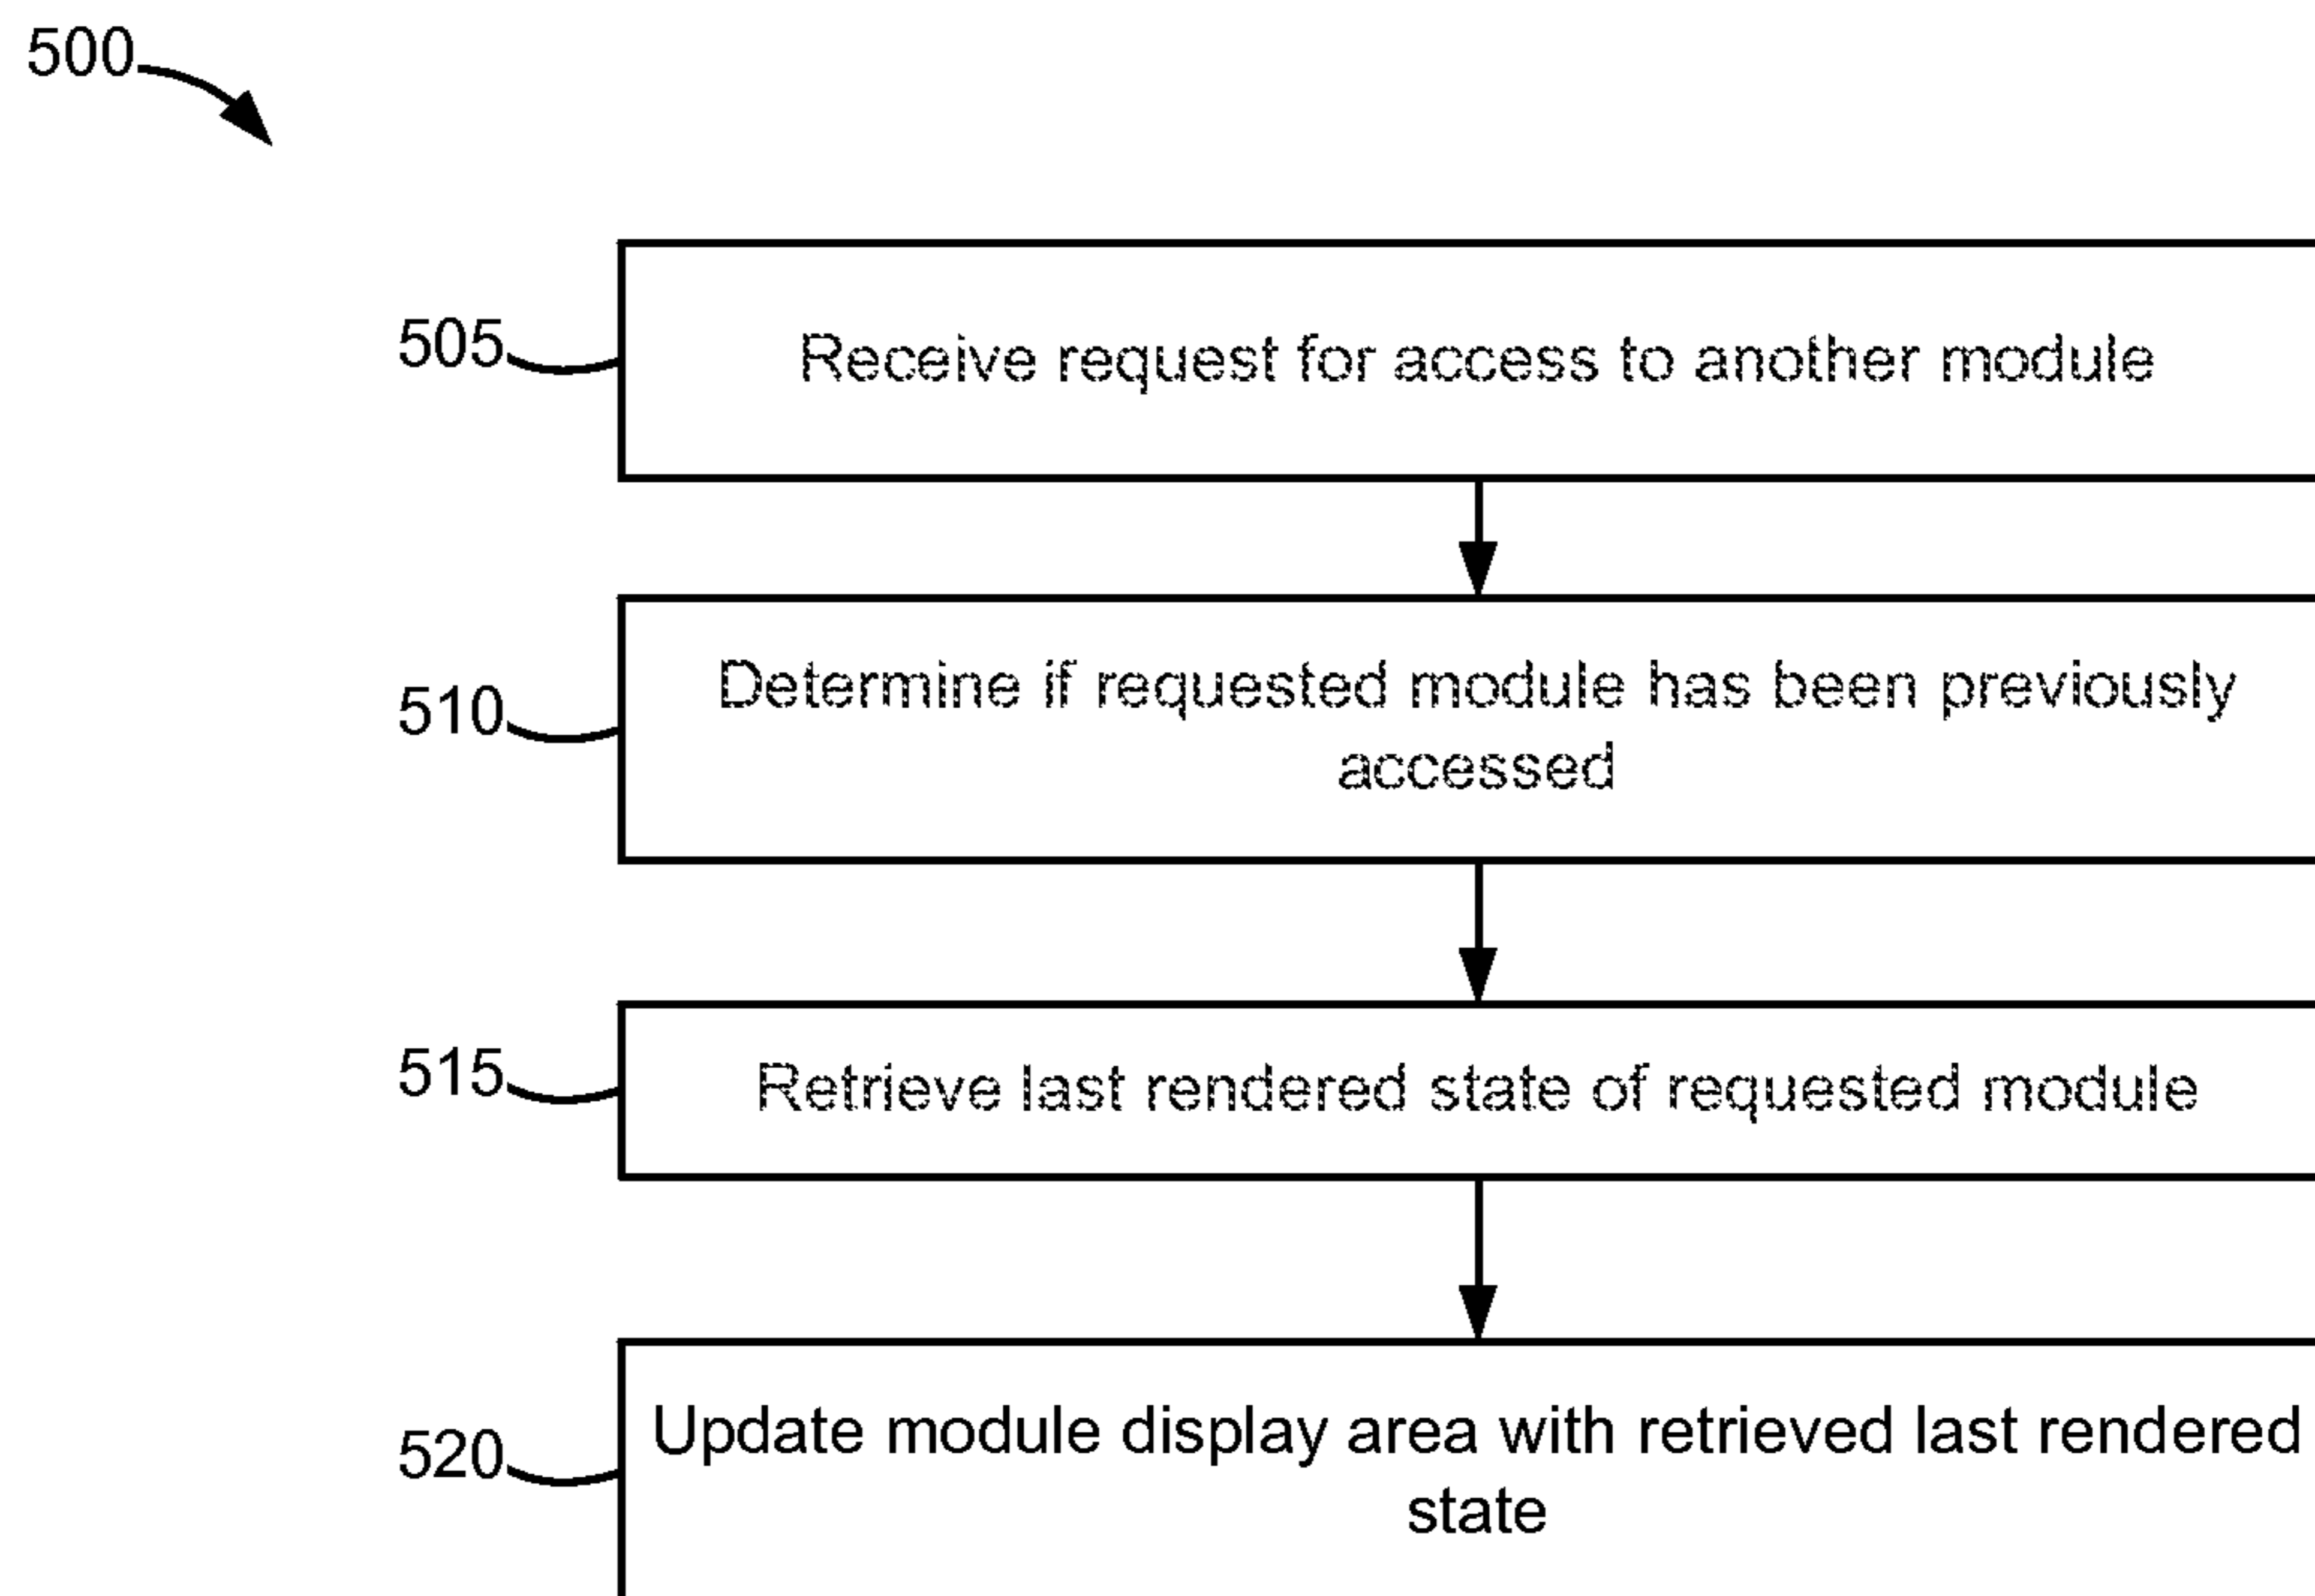 500
505
Receive request for access to another module
510
Determine if requested module has been previously
accessed
515
Retrieve last rendered state of requested module
520
Update module display area with retrieved last rendered
state